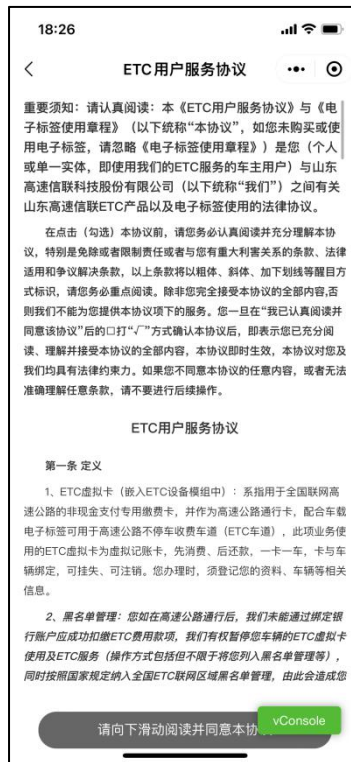 18:26
ETC用户服务协议
重要须知：请认真阅读：本《ETC用户服务协议》与《电
子标签使用章程》（以下统称“本协议”，如您未购买或使
用电子标签，请忽略《电子标签使用章程》）是您（个人
或单一实体，即使用我们的ETC服务的车主用户）与山东
高速信联科技股份有限公司（以下统称“我们”）之间有关
山东高速信联ETC产品以及电子标签使用的法律协议。
在点击（勾选）本协议前，请您务必认真阅读并充分理解本协
议，特别是免除或者限制责任或者与您有重大利害关系的条款、法律
适用和争议解决条款，以上条款将以粗体、斜体、加下划线等醒目方
式标识，请您务必重点阅读。除非您完全接受本协议的全部内容,否
则我们不能为您提供本协议项下的服务。您一旦在“我已认真阅读并
同意该协议”后的□打“√”方式确认本协议后，即表示您已充分阅
读、理解并接受本协议的全部内容，本协议即时生效，本协议对您及
我们均具有法律约束力。如果您不同意本协议的任意内容，或者无法
准确理解任意条款，请不要进行后续操作。
ETC用户服务协议
第一条 定义
1、ETC虚拟卡（嵌入ETC设备模组中）：系指用于全国联网高
速公路的非现金支付专用缴费卡，并作为高速公路通行卡，配合车载
电子标签可用于高速公路不停车收费车道（ETC车道），此项业务使
用的ETC虚拟卡为虚拟记账卡，先消费、后还款，一卡一车，卡与车
辆绑定，可挂失、可注销。您办理时，须登记您的资料、车辆等相关
信息。
2、黑名单管理：您如在高速公路通行后，我们未能通过绑定银
行账户应成功扣缴ETC费用款项，我们有权暂停您车辆的ETC虚拟卡
使用及ETC服务（操作方式包括但不限于将您列入黑名单管理等），
同时按照国家规定纳入全国ETC联网区域黑名单管理，由此会造成您
请向下滑动阅读并同意本协
vConsole